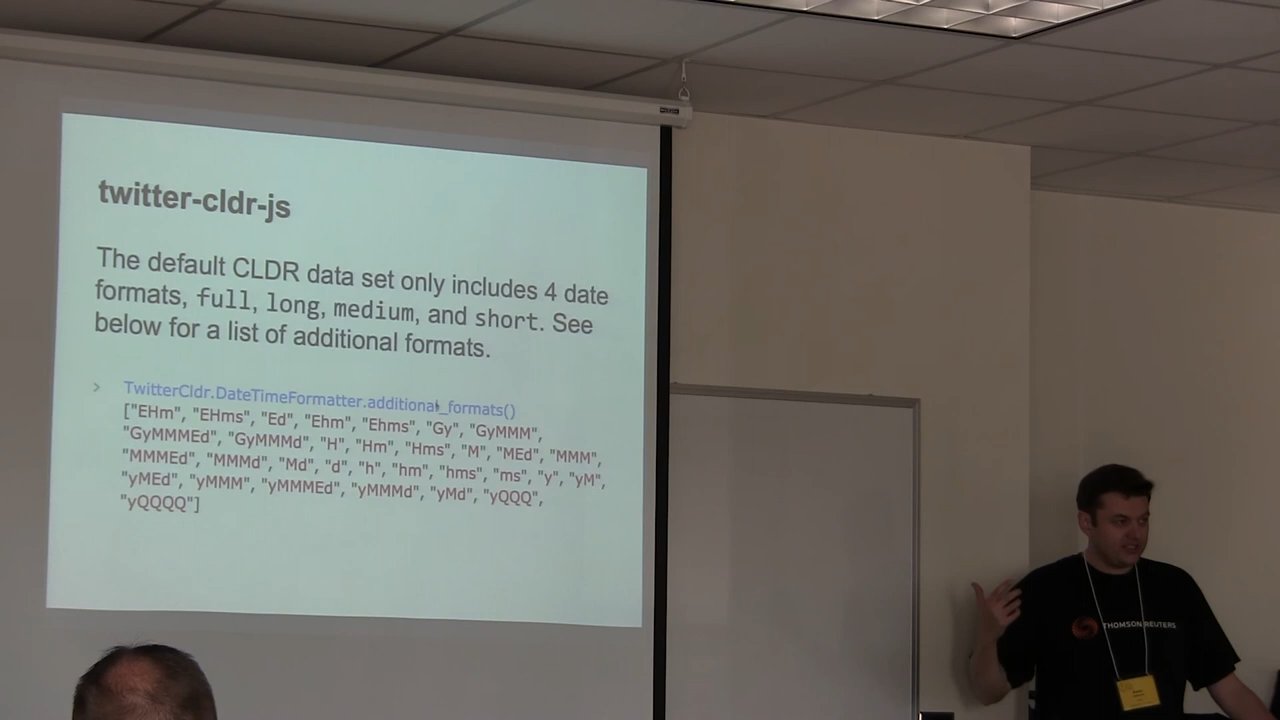 twitter-cldr-js
The default CLDR data set only includes 4 date
formats, full, long, medium, and short. See
below for a list of additional formats.
> TwitterCldr.DateTimeFormatter.additional_formats()
["EHm", "EHms", "Ed", "Ehm", "Ehms", "Gy", "GyMMM",
"GyMMMEd", "GyMMMd", "H", "Hm", "Hms", "M", "MEd", "MMM",
"MMMEd", "MMMd", "Md", "d", "h", "hm", "hms", "ms", "y", "yM",
"yMEd", "yMMM", "yMMMEd", "yMMMd", "yMd", "yQQQ",
"yQQQQ"]
THOMSON REUTERS